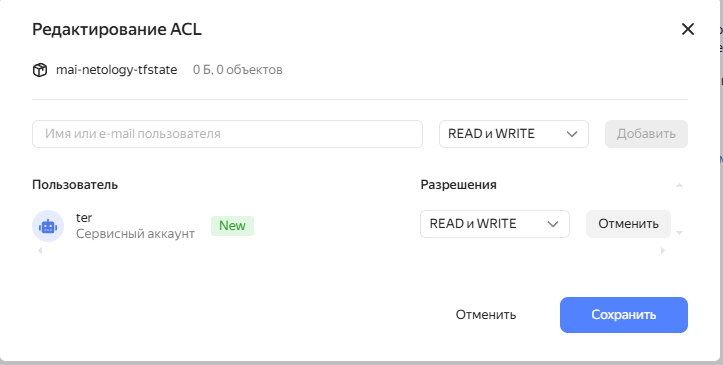 Редактирование ACL
mai-netology-tfstate 0 Б, 0 объектов
Имя или e-mail пользователя READ и WRITE Добавить
Пользователь Разрешения
ter
Сервисный аккаунт New READ и WRITE Отменить
Отменить Сохранить